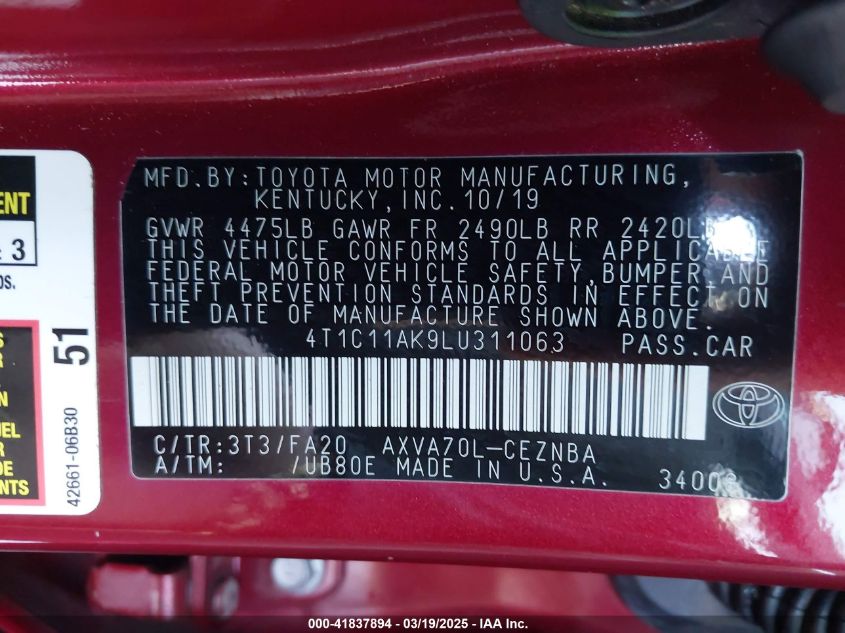 MFD.BY:TOYOTA MOTOR MANUFACTURING,
KENTUCKY,INC.10/19
GVWR 4475LB GAWR FR 2490LB RR 2420LB
THIS VEHICLE CONFORMS TO ALL APPLICABLE
FEDERAL MOTOR VEHICLE SAFETY,BUMPER,AND
THEFT PREVENTION STANDARDS IN EFFECT ON
THE DATE OF MANUFACTURE SHOWN ABOVE.
4T1C11AK9LU311063 PASS.CAR
C/TR:3T3/FA20 AXVA70L-CEZNBA
A/TM: /UB80E MADE IN U.S.A.
3
51
42661-06B30
000-41837894 - 03/19/2025 - IAA Inc.